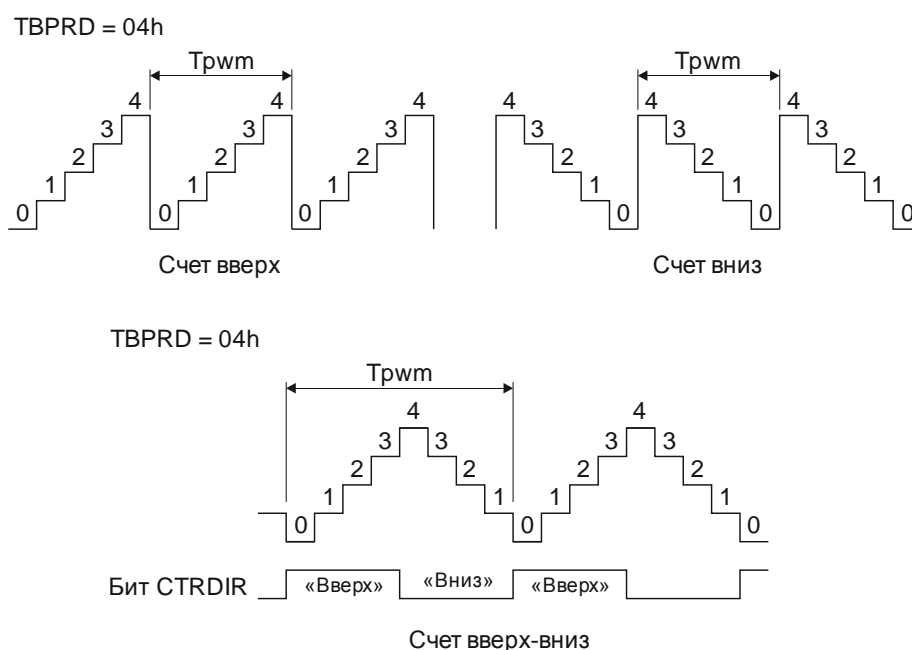 TBPRD = 04h
Tpwm Tpwm
0 1 2 3 4 0 1 2 3 4 0 1 2 3 4
4 3 2 1 0 4 3 2 1 0 4 3 2 1 0
Счет вверх
Счет вниз
TBPRD = 04h
Tpwm
0 1 2 3 4 3 2 1 0 1 2 3 4 3 2 1 0
Бит CTRDIR «Вверх» «Вниз» «Вверх»
Счет вверх-вниз